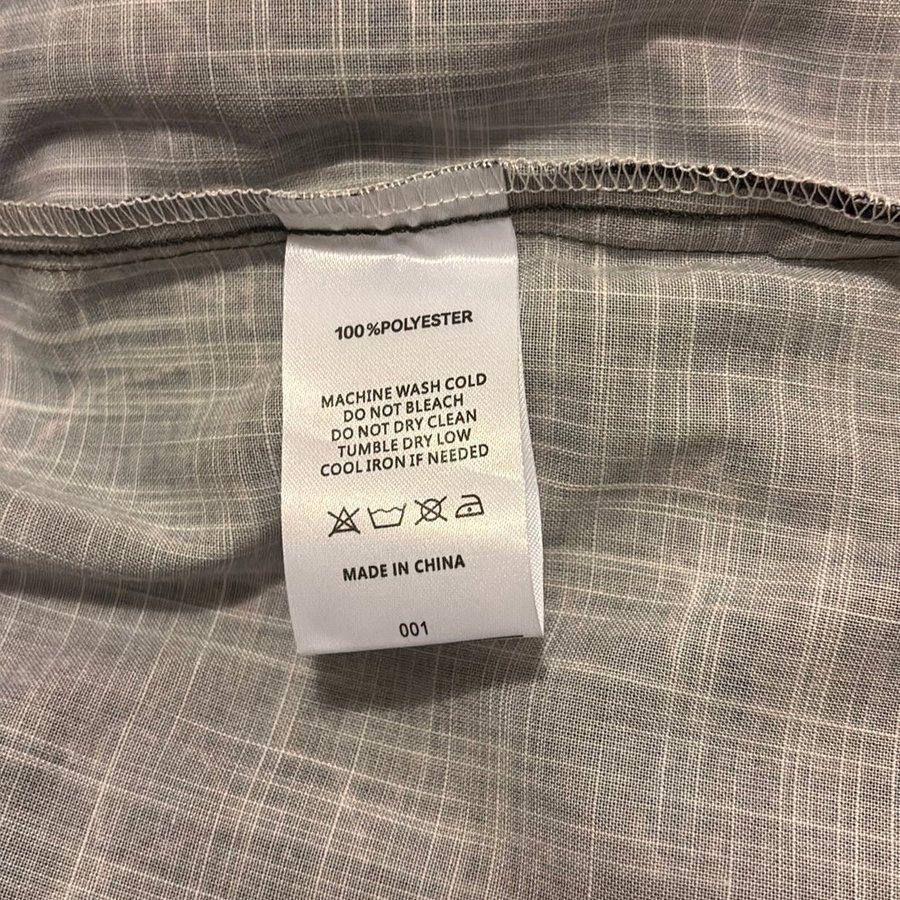 100%POLYESTER
MACHINE WASH COLD
DO NOT BLEACH
DO NOT DRY CLEAN
TUMBLE DRY LOW
COOL IRON IF NEEDED
MADE IN CHINA
001